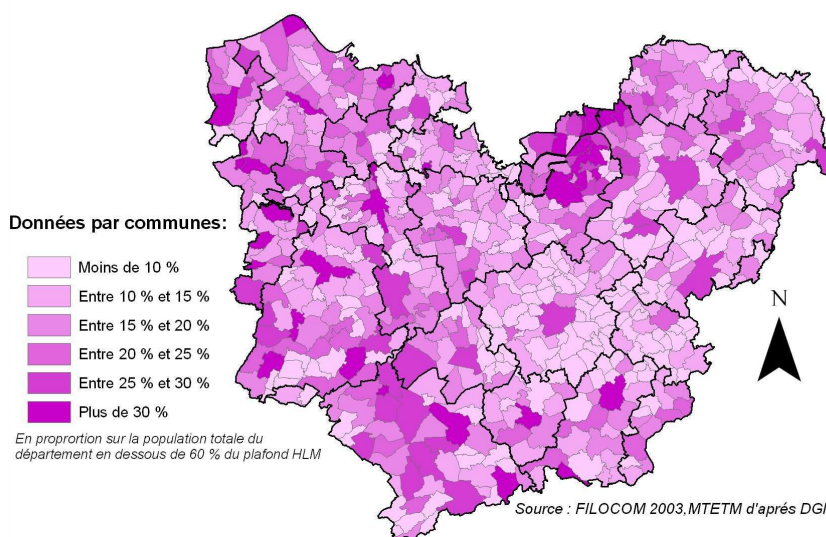 Données par communes:
Moins de 10 %
Entre 10 % et 15 %
Entre 15 % et 20 %
Entre 20 % et 25 %
Entre 25 % et 30 %
Plus de 30 %
En proportion sur la population totale du
département en dessous de 60 % du plafond HLM
N
Source : FILOCOM 2003,MTETM d'aprés